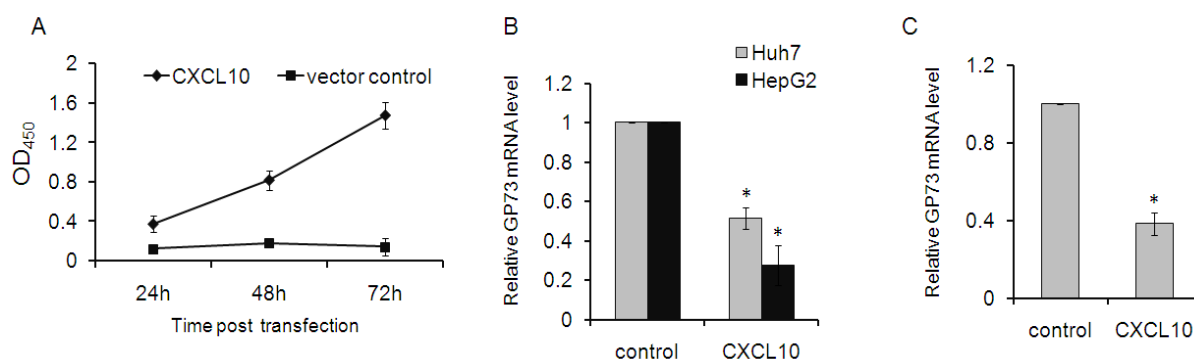 A
CXCL10
vector control
2
1.6
1.2
0.8
0.4
0
OD450
24h
48h
72h
Time post transfection
B
Huh7
HepG2
1.2
1
0.8
0.6
0.4
0.2
0
Relative GP73 mRNA level
*
*
control
CXCL10
C
1.2
0.8
0.4
0
Relative GP73 mRNA level
*
control
CXCL10